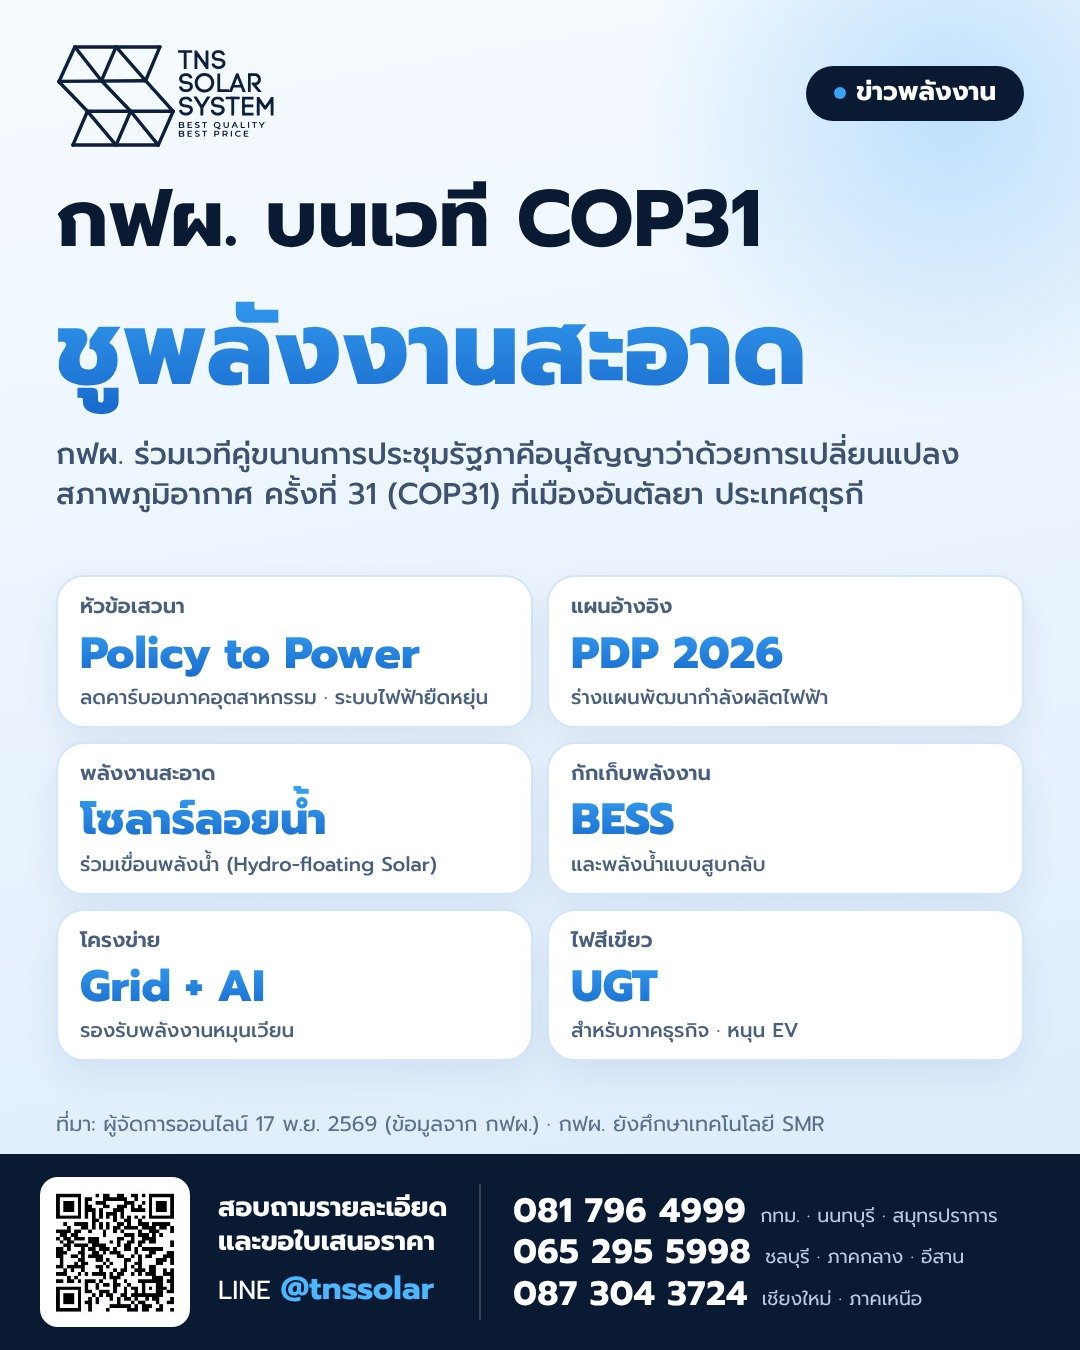 TNS
SOLAR
SYSTEM
BEST QUALITY
BEST PRICE
ข่าวพลังงาน
กฟผ. บนเวที COP31
ชูพลังงานสะอาด
กฟผ. ร่วมเวทีคู่ขนานการประชุมรัฐภาคีอนุสัญญาว่าด้วยการเปลี่ยนแปลง
สภาพภูมิอากาศ ครั้งที่ 31 (COP31) ที่เมืองอันตัลยา ประเทศตุรกี
หัวข้อเสวนา
Policy to Power
ลดคาร์บอนภาคอุตสาหกรรม · ระบบไฟฟ้ายืดหยุ่น
แผนอ้างอิง
PDP 2026
ร่างแผนพัฒนากำลังผลิตไฟฟ้า
พลังงานสะอาด
โซลาร์ลอยน้ำ
ร่วมเขื่อนพลังน้ำ (Hydro-floating Solar)
กักเก็บพลังงาน
BESS
และพลังน้ำแบบสูบกลับ
โครงข่าย
Grid + AI
รองรับพลังงานหมุนเวียน
ไฟสีเขียว
UGT
สำหรับภาคธุรกิจ · หนุน EV
ที่มา: ผู้จัดการออนไลน์ 17 พ.ย. 2569 (ข้อมูลจาก กฟผ.) · กฟผ. ยังศึกษาเทคโนโลยี SMR
สอบถามรายละเอียด
และขอใบเสนอราคา
LINE @tnssolar
081 796 4999 กทม. · นนทบุรี · สมุทรปราการ
065 295 5998 ชลบุรี · ภาคกลาง · อีสาน
087 304 3724 เชียงใหม่ · ภาคเหนือ